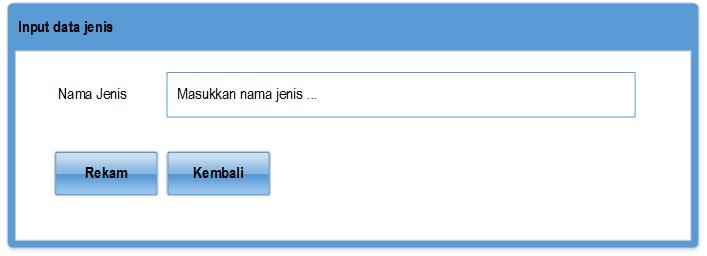 Input data jenis
Nama Jenis Masukkan nama jenis ...
Rekam Kembali